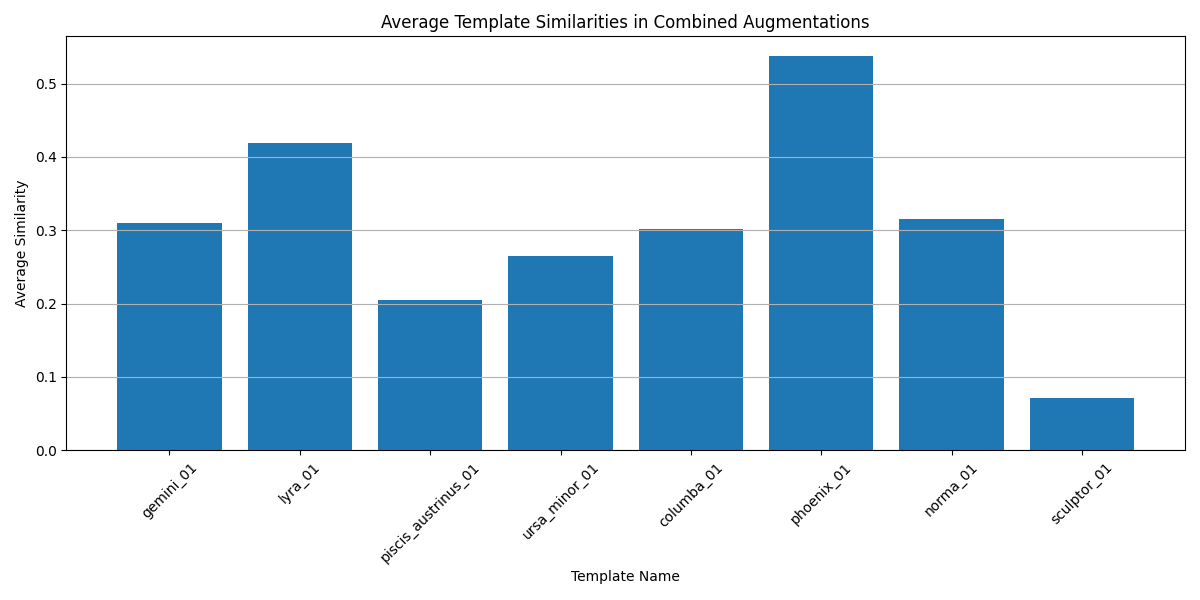 Average Template Similarities in Combined Augmentations
Average Similarity
0.5
0.4
0.3
0.2
0.1
0.0
gemini_01
lyra_01
piscis_austrinus_01
ursa_minor_01
columba_01
phoenix_01
norma_01
sculptor_01
Template Name